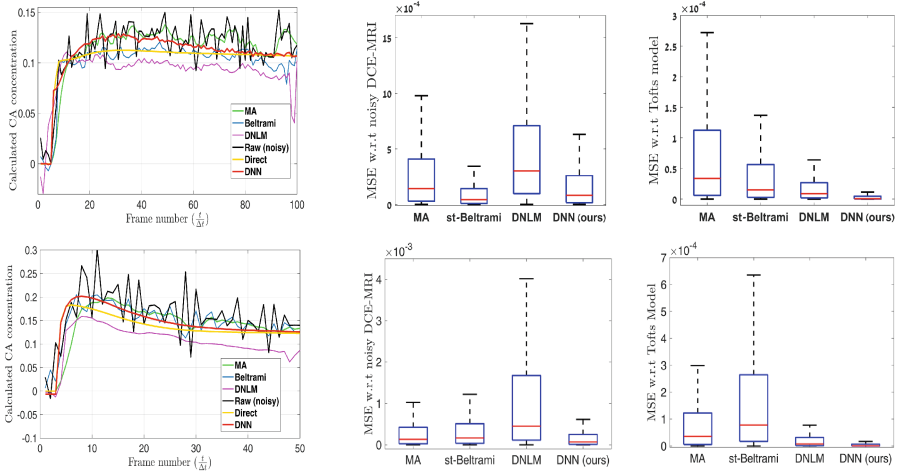 Calculated CA concentration
0.15
0.1
0.05
0
MA
Beltrami
DNLM
Raw (noisy)
Direct
DNN
0 20 40 60 80 100
Frame number (t/Δt)
×10⁻⁴
MSE w.r.t noisy DCE-MRI
15
10
5
0
MA st-Beltrami DNLM DNN (ours)
3 ×10⁻⁴
MSE w.r.t Tofts model
2.5
2
1.5
1
0.5
0
MA st-Beltrami DNLM DNN (ours)
Calculated CA concentration
0.3
0.25
0.2
0.15
0.1
0.05
0
-0.05
-0.1
MA
Beltrami
DNLM
Raw (noisy)
Direct
DNN
0 10 20 30 40 50
Frame number (t/Δt)
×10⁻³
MSE w.r.t noisy DCE-MRI
4
3
2
1
0
MA st-Beltrami DNLM DNN (ours)
7 ×10⁻⁴
MSE w.r.t Tofts Model
6
5
4
3
2
1
0
MA st-Beltrami DNLM DNN (ours)